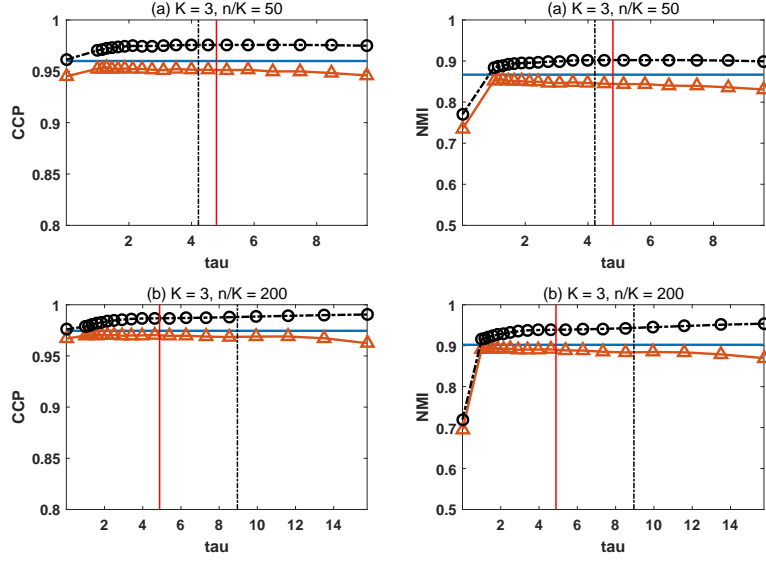 (a) K = 3, n/K = 50
1
0.95
0.9
0.85
0.8
CCP
2 4 6 8
tau
(a) K = 3, n/K = 50
1
0.9
0.8
0.7
0.6
0.5
NMI
2 4 6 8
tau
(b) K = 3, n/K = 200
1
0.95
0.9
0.85
0.8
CCP
2 4 6 8 10 12 14
tau
(b) K = 3, n/K = 200
1
0.9
0.8
0.7
0.6
0.5
NMI
2 4 6 8 10 12 14
tau